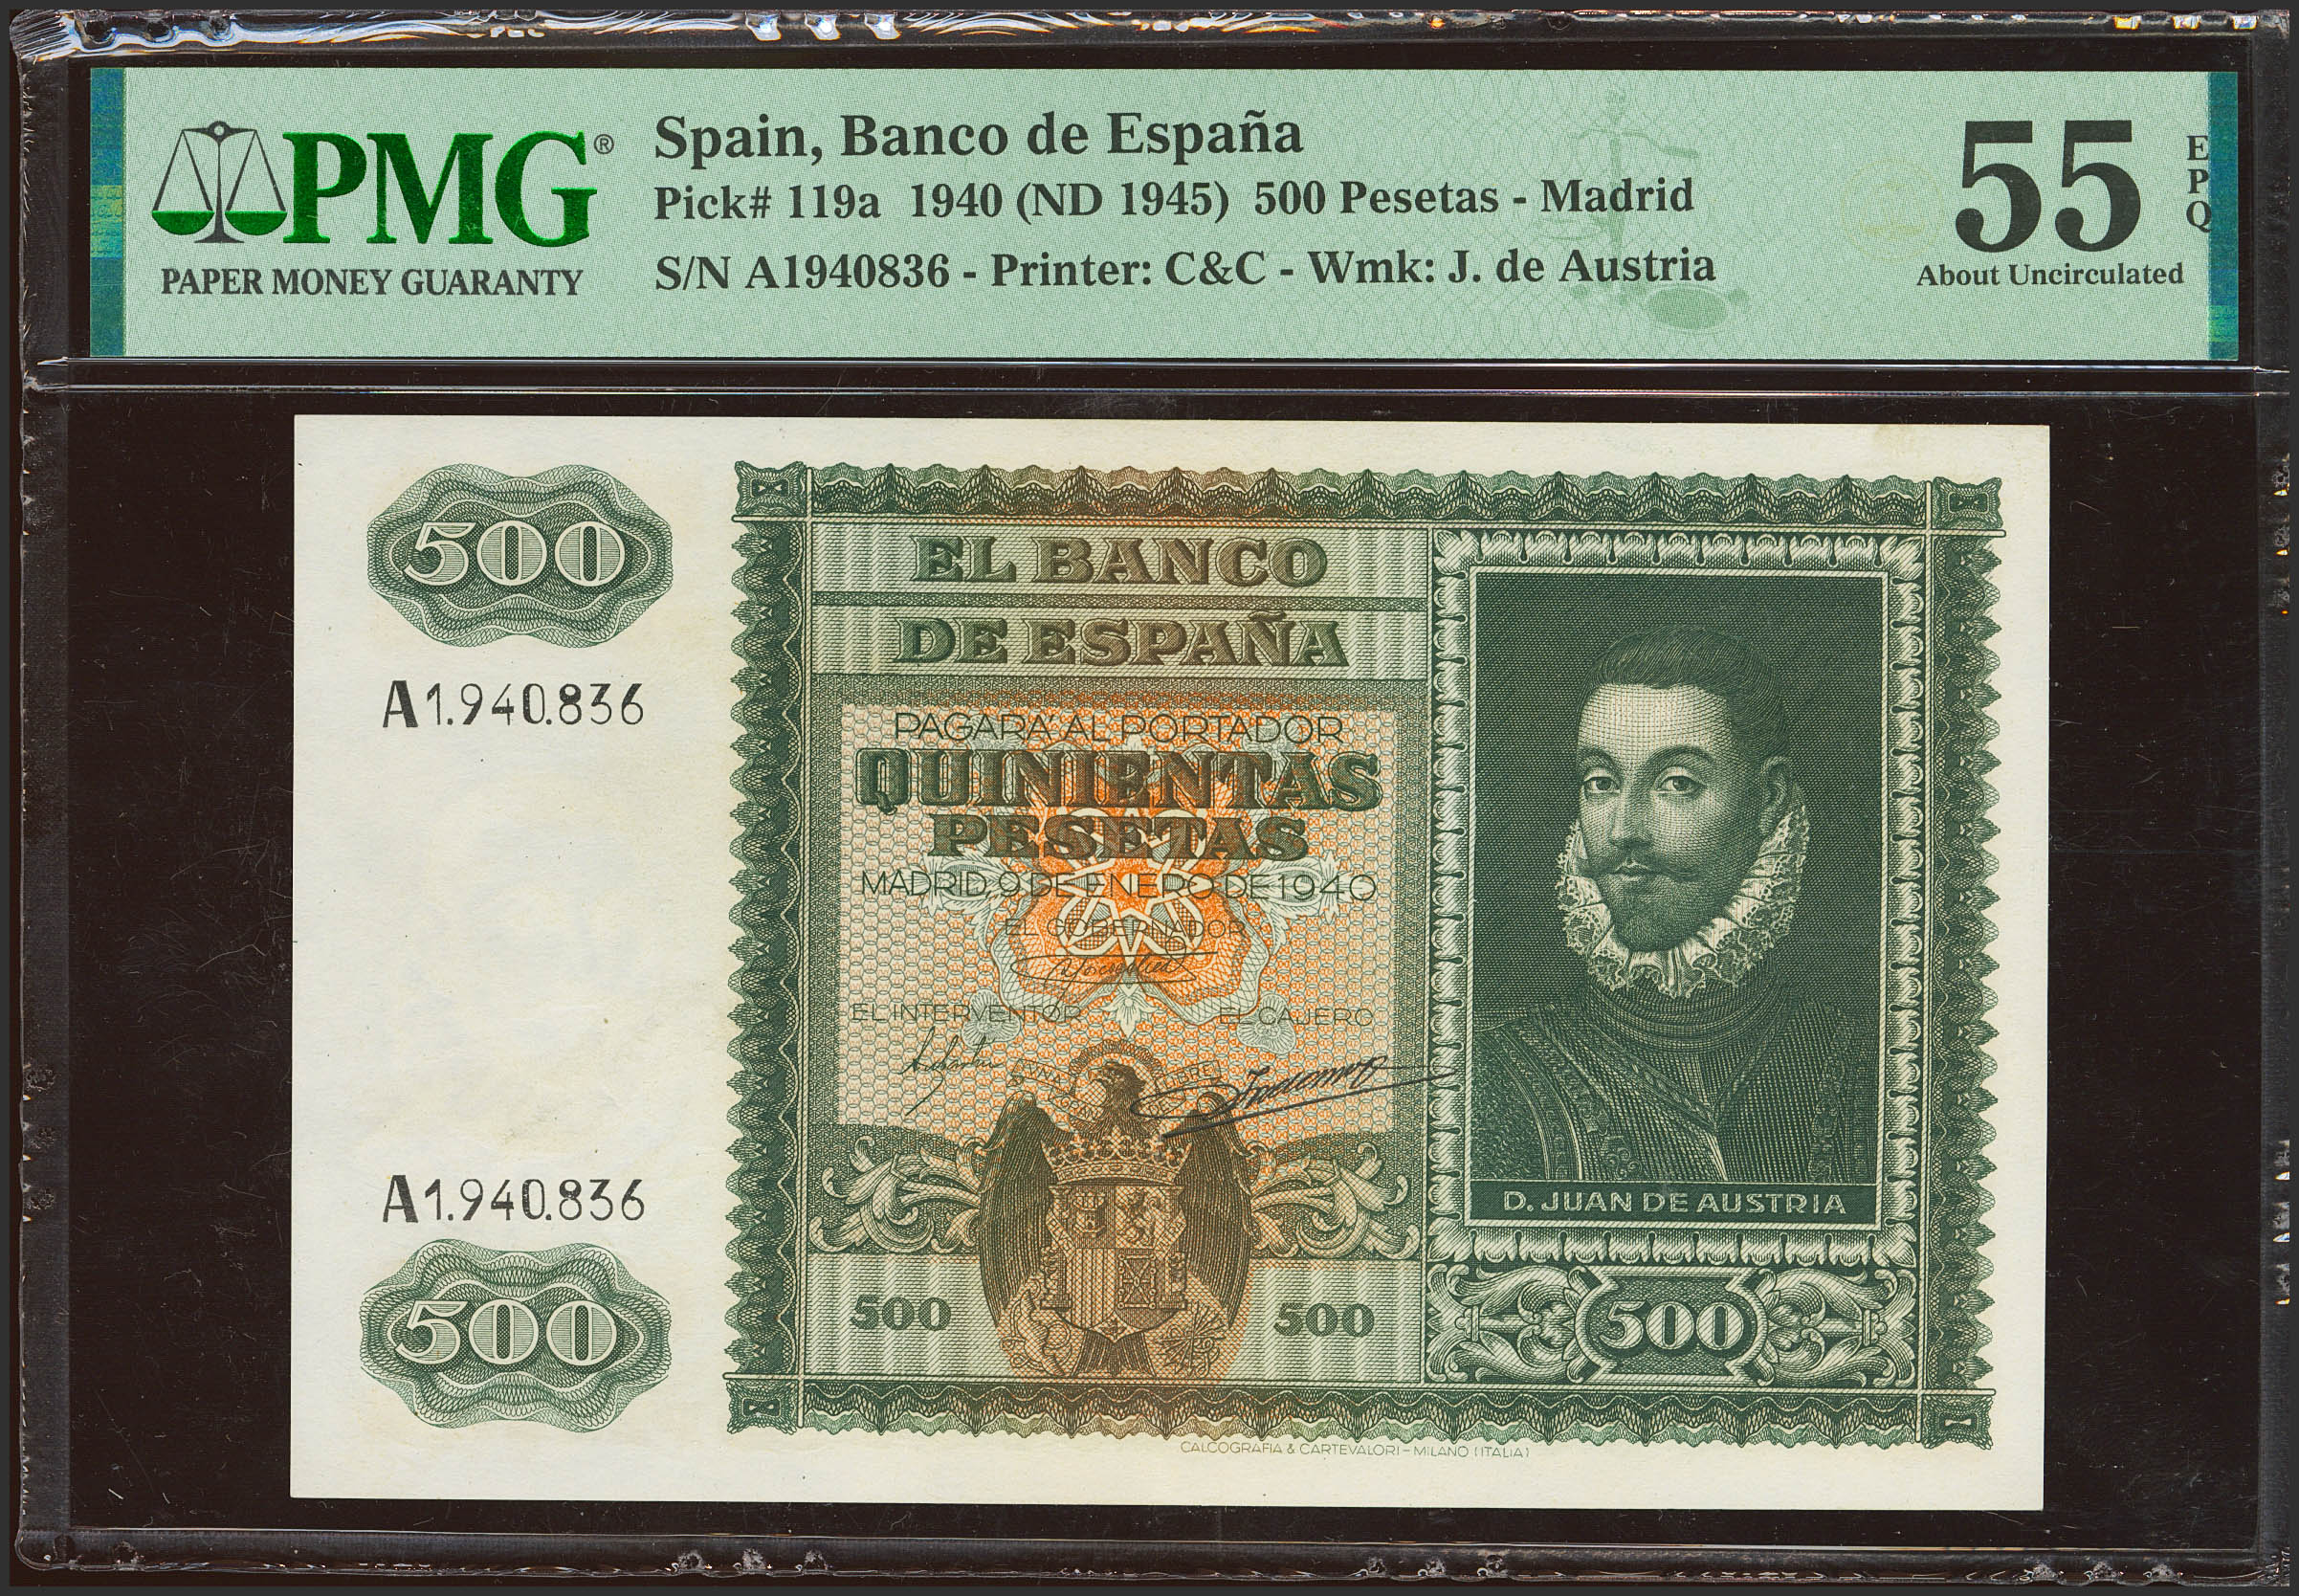 PMG®
PAPER MONEY GUARANTY
Spain, Banco de España
Pick# 119a 1940 (ND 1945) 500 Pesetas - Madrid
S/N A1940836 - Printer: C&C - Wmk: J. de Austria
55
EPQ
About Uncirculated
500
A1.940.836
EL BANCO
DE ESPAÑA
PAGARÁ AL PORTADOR
QUINIENTAS
PESETAS
MADRID, 9 DE ENERO DE 1940
EL GOBERNADOR
EL INTERVENTOR
EL CAJERO
UNA
A1.940.836
500
500
500
D. JUAN DE AUSTRIA
500
CALCOGRAFIA & CARTEVALORI - MILANO (ITALIA)